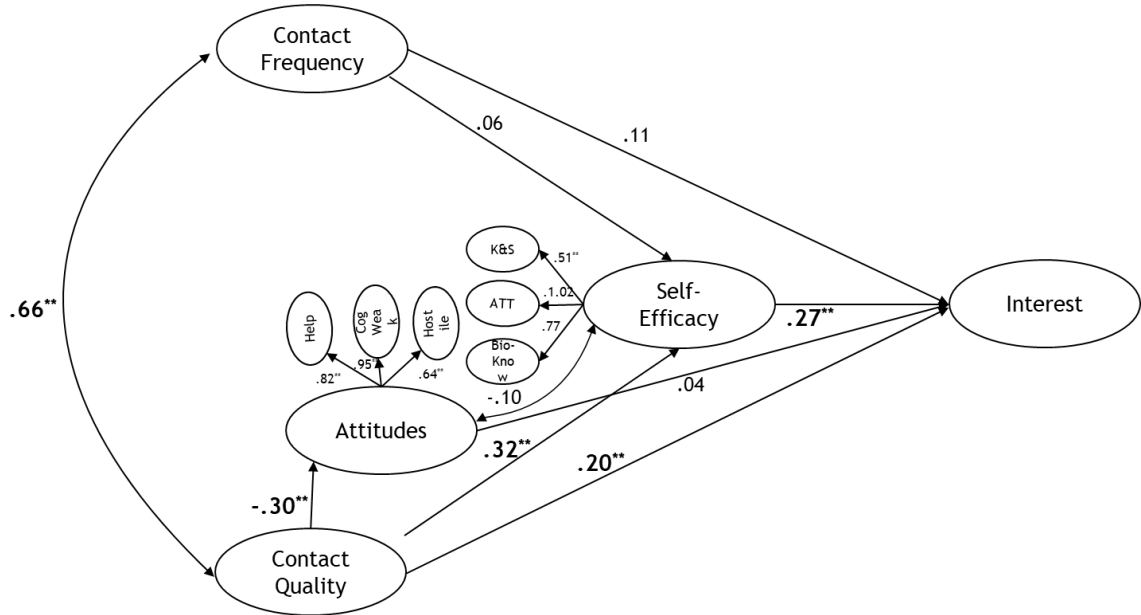 Contact
Frequency
.06
.11
K&S
.51**
.66**
Help
Cog
Wea
k
Host
ile
ATT
.1.02
Self-
Efficacy
Interest
.27**
.77
Bio-
Kno
w
.82**
.95**
.64**
-.10
.04
Attitudes
.32**
.20**
-.30**
Contact
Quality